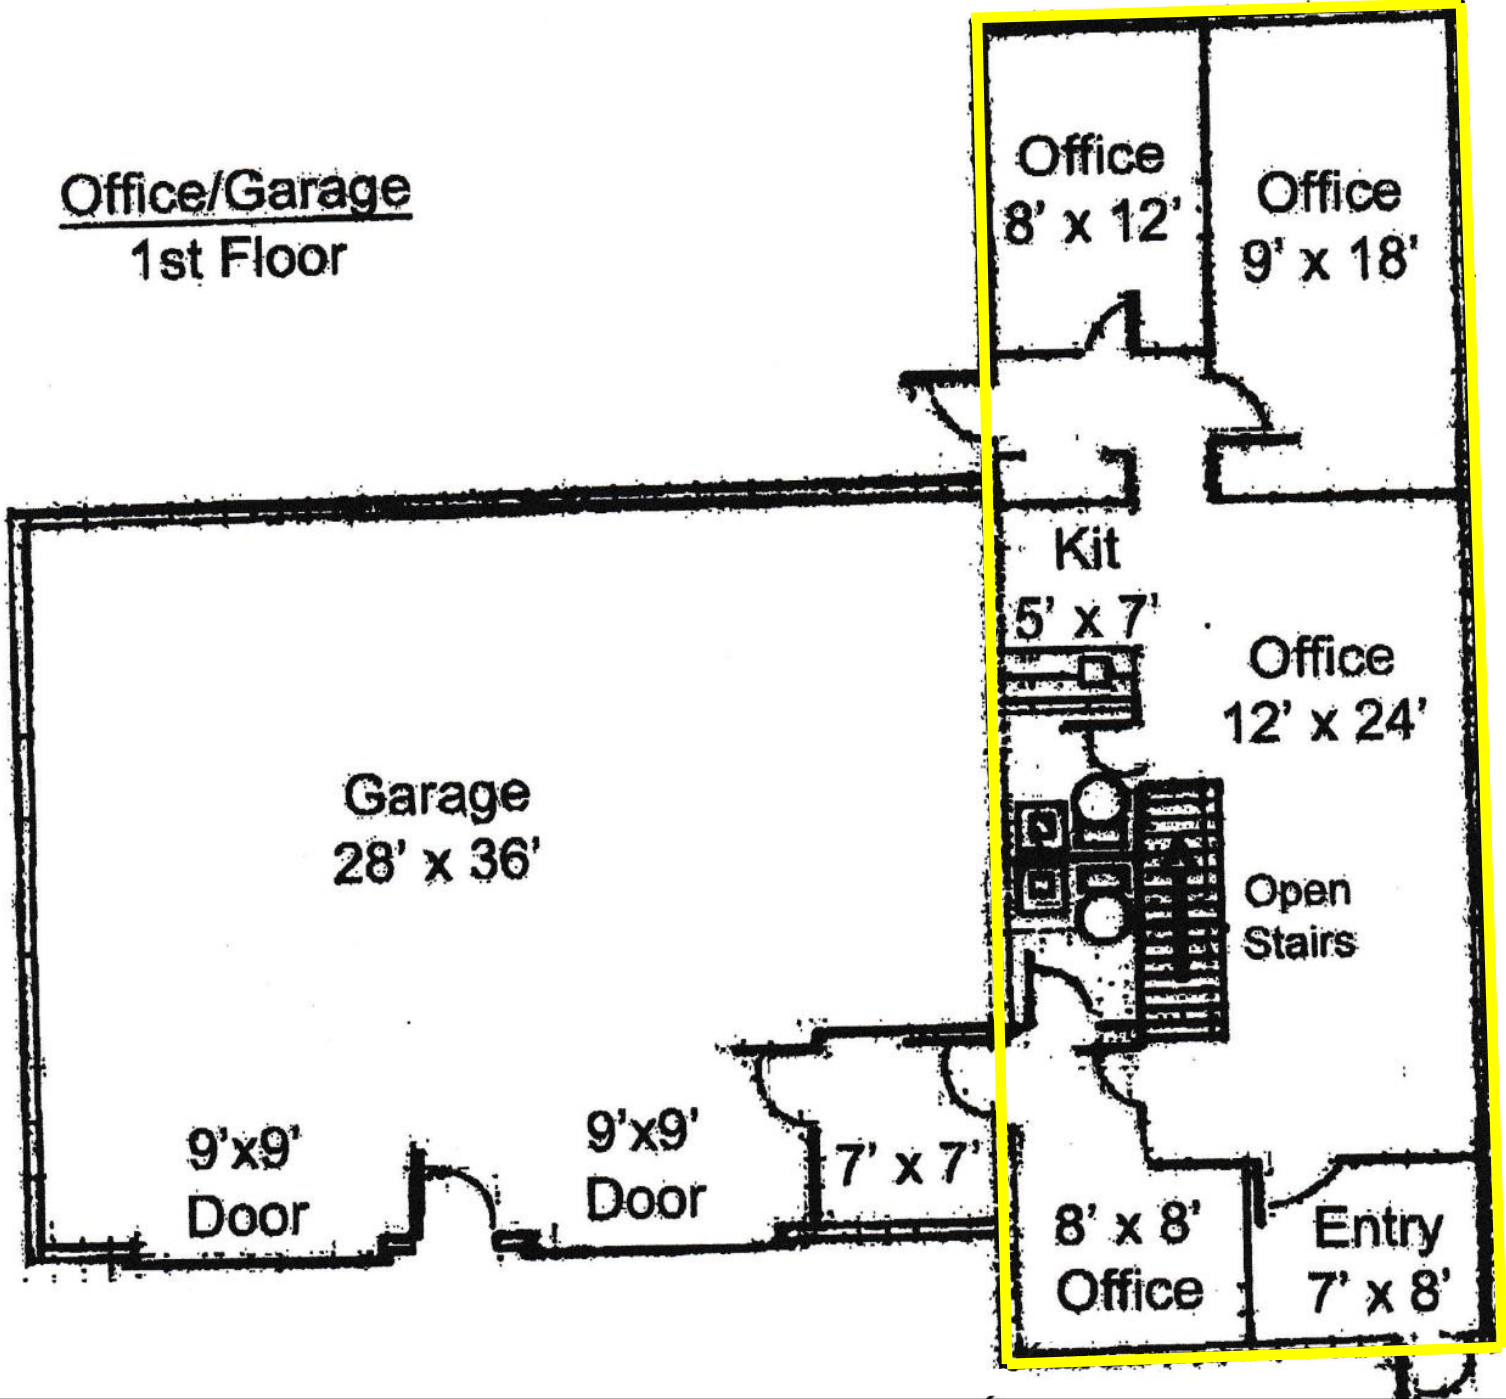 Office/Garage
1st Floor
Office
8' x 12'
Office
9' x 18'
Kit
5' x 7'
Office
12' x 24'
Garage
28' x 36'
Open
Stairs
9'x9'
Door
9'x9'
Door
7' x 7'
8' x 8'
Office
Entry
7' x 8'